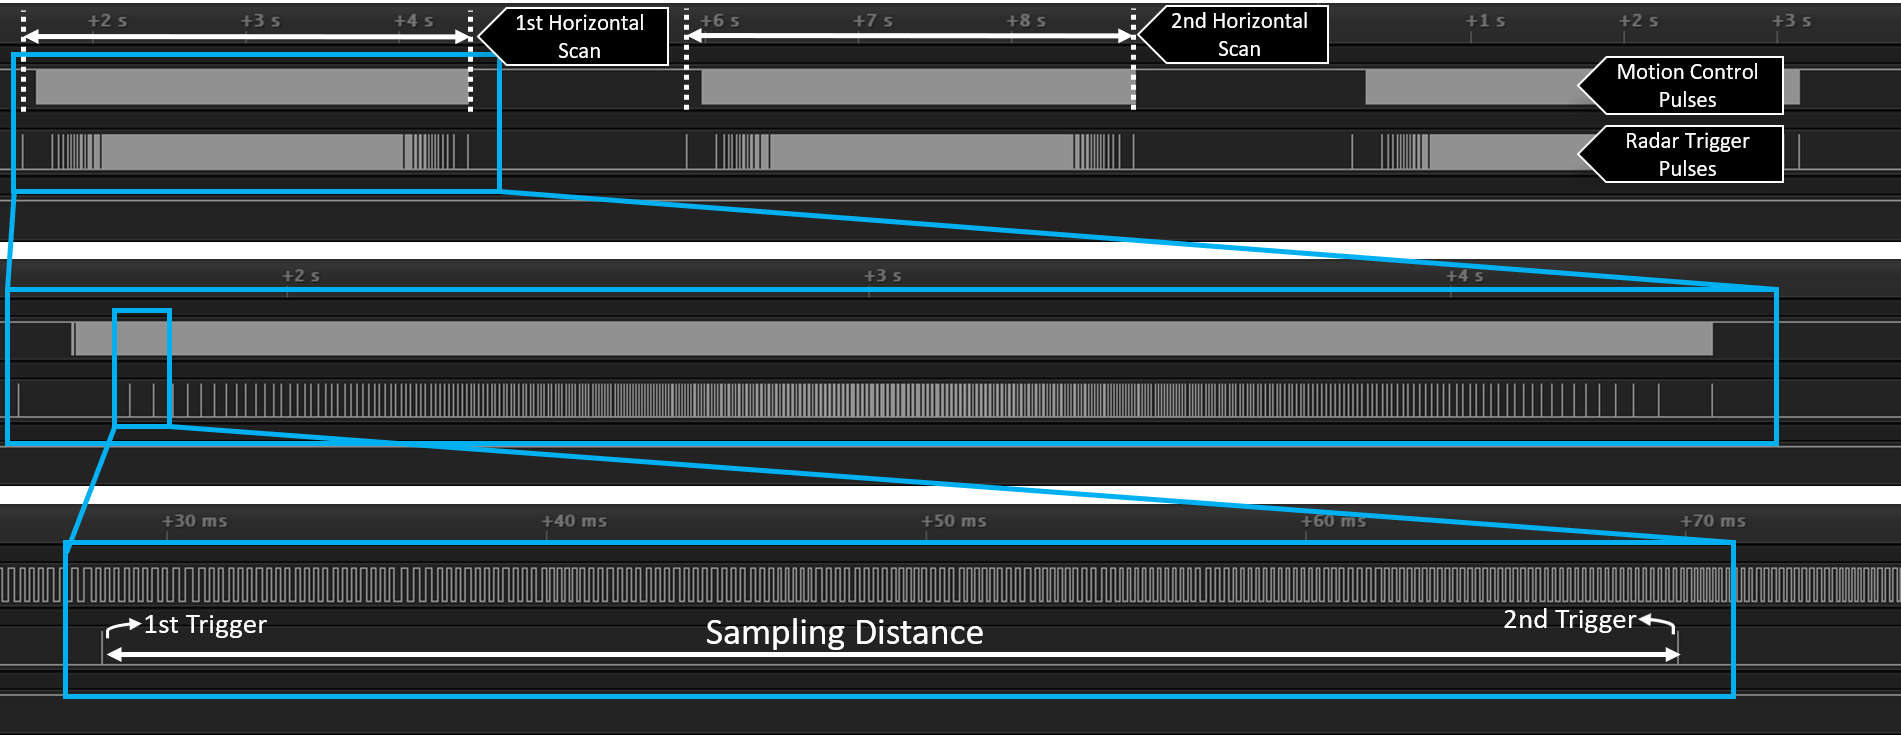 +2 s
+3 s
+4 s
1st Horizontal
Scan
+6 s
+7 s
+8 s
2nd Horizontal
Scan
+1 s
+2 s
+3 s
Motion Control
Pulses
Radar Trigger
Pulses
+2 s
+3 s
+4 s
+30 ms
+40 ms
+50 ms
+60 ms
+70 ms
1st Trigger
Sampling Distance
2nd Trigger